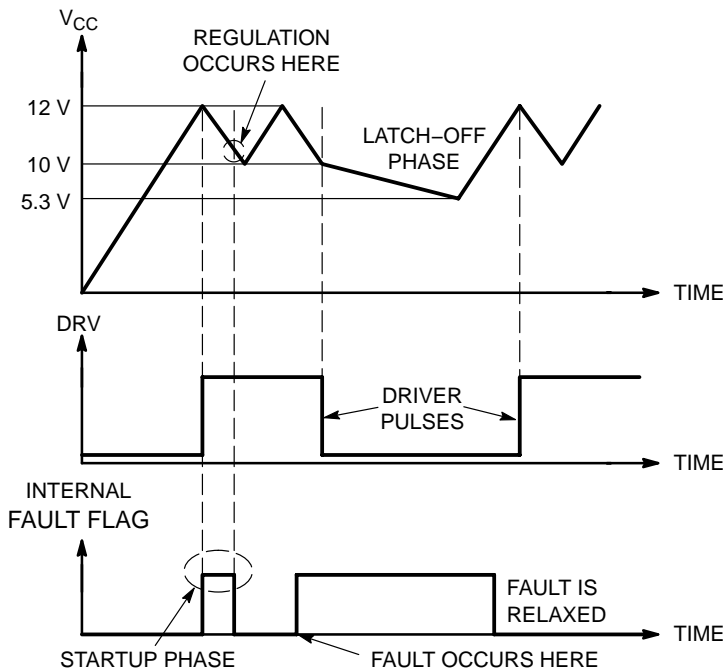 VCC
REGULATION
OCCURS HERE
12 V
LATCH–OFF
PHASE
10 V
5.3 V
TIME
DRV
DRIVER
PULSES
TIME
INTERNAL
FAULT FLAG
FAULT IS
RELAXED
TIME
STARTUP PHASE
FAULT OCCURS HERE